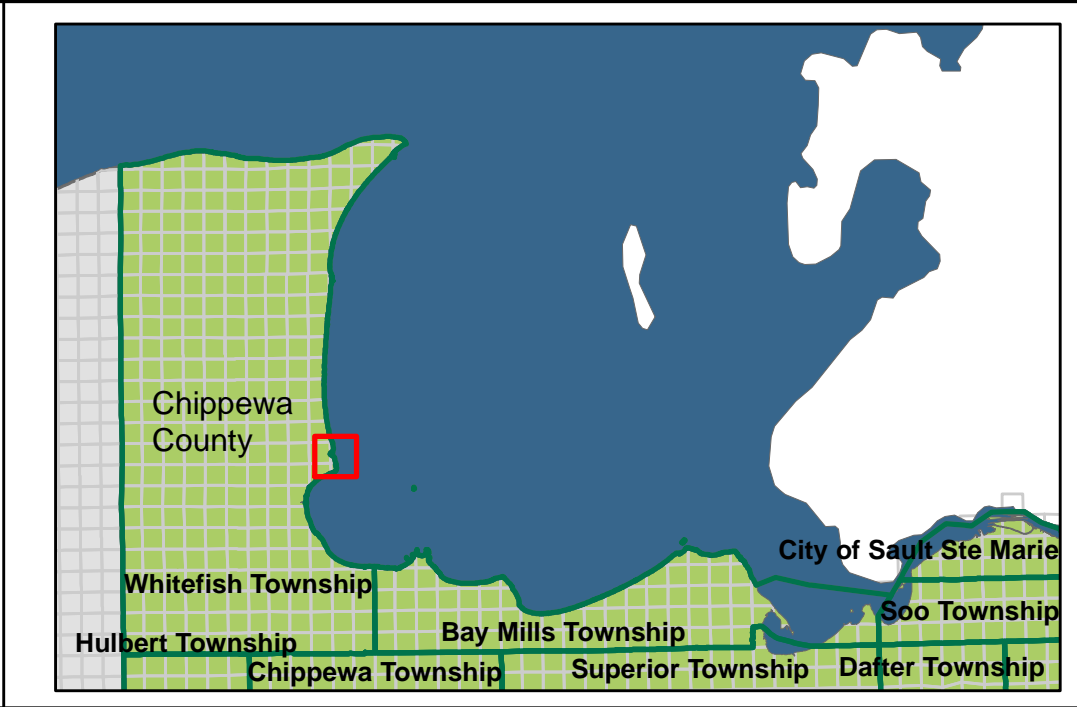 Chippewa
County
City of Sault Ste Marie
Whitefish Township
Soo Township
Bay Mills Township
Hulbert Township
Chippewa Township
Superior Township
Dafter Township